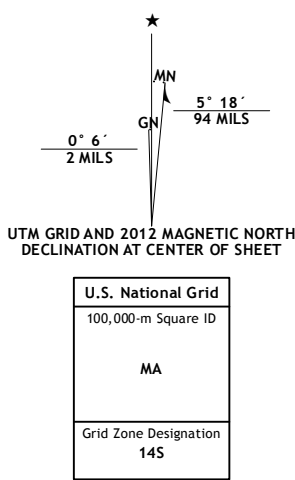 ★
MN
GN
5° 18´
94 MILS
0° 6´
2 MILS
UTM GRID AND 2012 MAGNETIC NORTH
DECLINATION AT CENTER OF SHEET
U.S. National Grid
100,000-m Square ID
MA
Grid Zone Designation
14S